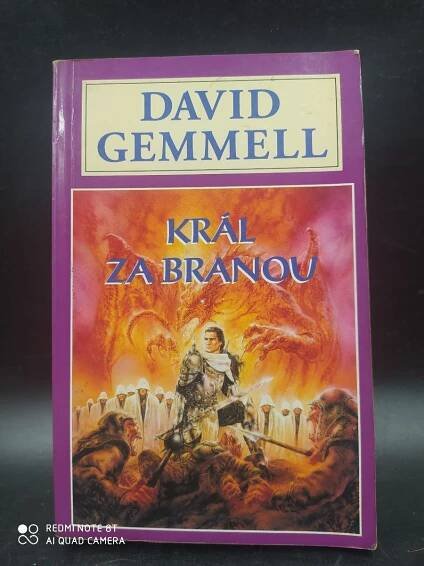 DAVID
GEMMELL
KRÁL
ZA BRANOU
REDMI NOTE 8T
AI QUAD CAMERA